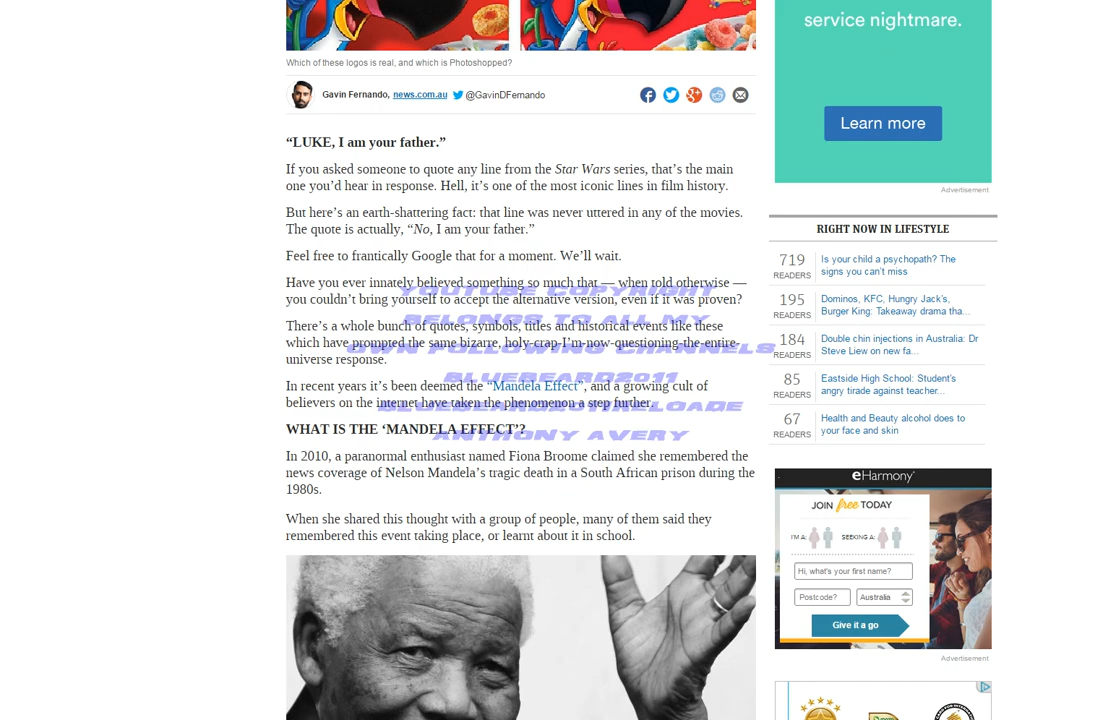 service nightmare.
Learn more
Advertisement
Which of these logos is real, and which is Photoshopped?
Gavin Fernando, news.com.au @GavinDFernando
“LUKE, I am your father.”
If you asked someone to quote any line from the Star Wars series, that’s the main
one you’d hear in response. Hell, it’s one of the most iconic lines in film history.
But here’s an earth-shattering fact: that line was never uttered in any of the movies.
The quote is actually, “No, I am your father.”
Feel free to frantically Google that for a moment. We’ll wait.
Have you ever innately believed something so much that — when told otherwise —
you couldn’t bring yourself to accept the alternative version, even if it was proven?
There’s a whole bunch of quotes, symbols, titles and historical events like these
which have prompted the same bizarre, holy-crap-I’m-now-questioning-the-entire-
universe response.
In recent years it’s been deemed the “Mandela Effect”, and a growing cult of
believers on the internet have taken the phenomenon a step further.
WHAT IS THE ‘MANDELA EFFECT’?
In 2010, a paranormal enthusiast named Fiona Broome claimed she remembered the
news coverage of Nelson Mandela’s tragic death in a South African prison during the
1980s.
When she shared this thought with a group of people, many of them said they
remembered this event taking place, or learnt about it in school.
YOUTUBE COPYRIGHT
BELONGS TO ALL MY
OWN FOLLOWING CHANNELS
BLUEBEARD2011
BLUEBEARD2011RELOADE
ANTHONY AVERY
RIGHT NOW IN LIFESTYLE
719 READERS
Is your child a psychopath? The
signs you can’t miss
195 READERS
Dominos, KFC, Hungry Jack’s,
Burger King: Takeaway drama tha...
184 READERS
Double chin injections in Australia: Dr
Steve Liew on new fa...
85 READERS
Eastside High School: Student’s
angry tirade against teacher...
67 READERS
Health and Beauty alcohol does to
your face and skin
eHarmony
JOIN free TODAY
I'M A: SEEKING A:
Hi, what's your first name?
Postcode? Australia
Give it a go
Advertisement